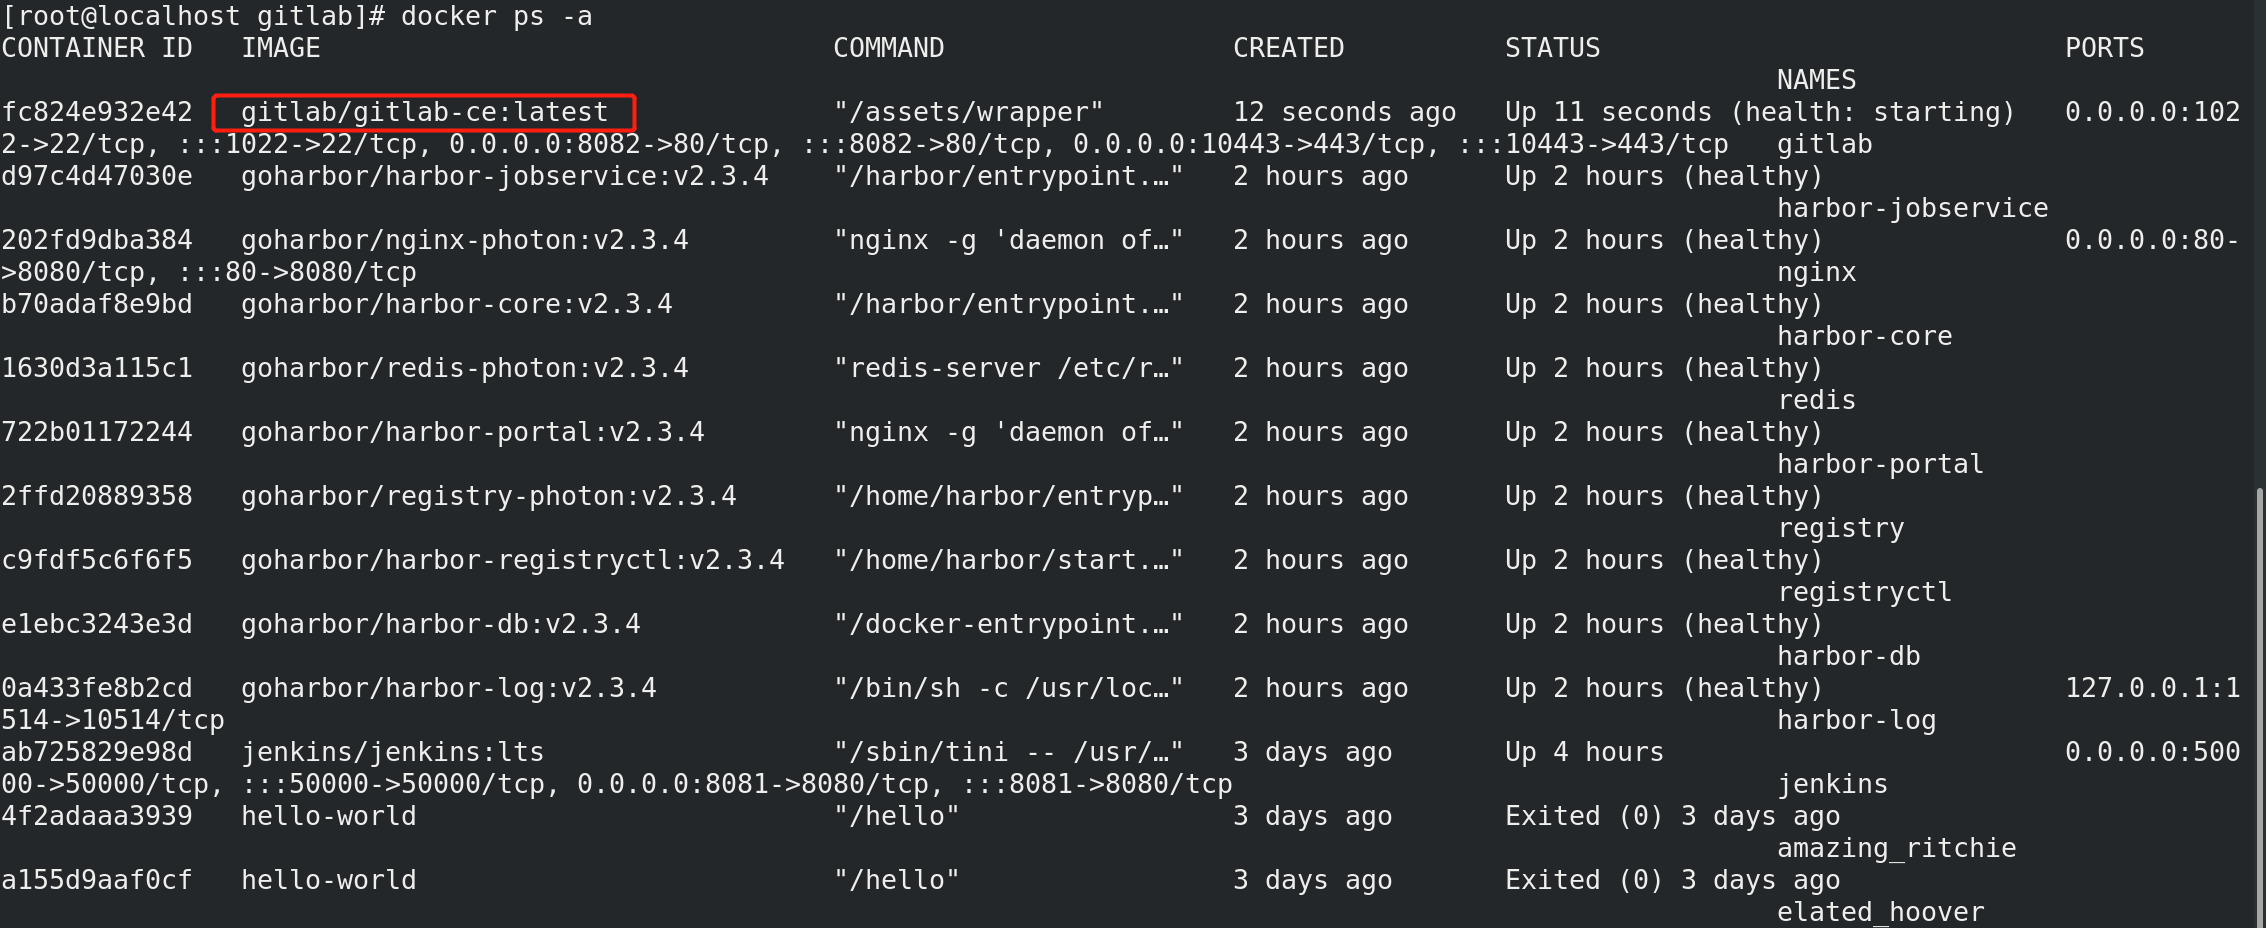 [root@localhost gitlab]# docker ps -a
CONTAINER ID   IMAGE                                COMMAND                  CREATED          STATUS                             PORTS
NAMES
fc824e932e42   gitlab/gitlab-ce:latest              "/assets/wrapper"        12 seconds ago   Up 11 seconds (health: starting)   0.0.0.0:102
2->22/tcp, :::1022->22/tcp, 0.0.0.0:8082->80/tcp, :::8082->80/tcp, 0.0.0.0:10443->443/tcp, :::10443->443/tcp   gitlab
d97c4d47030e   goharbor/harbor-jobservice:v2.3.4    "/harbor/entrypoint.…"   2 hours ago      Up 2 hours (healthy)
harbor-jobservice
202fd9dba384   goharbor/nginx-photon:v2.3.4         "nginx -g 'daemon of…"   2 hours ago      Up 2 hours (healthy)               0.0.0.0:80-
>8080/tcp, :::80->8080/tcp   nginx
b70adaf8e9bd   goharbor/harbor-core:v2.3.4          "/harbor/entrypoint.…"   2 hours ago      Up 2 hours (healthy)
harbor-core
1630d3a115c1   goharbor/redis-photon:v2.3.4         "redis-server /etc/r…"   2 hours ago      Up 2 hours (healthy)
redis
722b01172244   goharbor/harbor-portal:v2.3.4        "nginx -g 'daemon of…"   2 hours ago      Up 2 hours (healthy)
harbor-portal
2ffd20889358   goharbor/registry-photon:v2.3.4      "/home/harbor/entryp…"   2 hours ago      Up 2 hours (healthy)
registry
c9fdf5c6f6f5   goharbor/harbor-registryctl:v2.3.4   "/home/harbor/start.…"   2 hours ago      Up 2 hours (healthy)
registryctl
e1ebc3243e3d   goharbor/harbor-db:v2.3.4            "/docker-entrypoint.…"   2 hours ago      Up 2 hours (healthy)
harbor-db
0a433fe8b2cd   goharbor/harbor-log:v2.3.4           "/bin/sh -c /usr/loc…"   2 hours ago      Up 2 hours (healthy)               127.0.0.1:1
514->10514/tcp   harbor-log
ab725829e98d   jenkins/jenkins:lts                  "/sbin/tini -- /usr/…"   3 days ago       Up 4 hours                         0.0.0.0:500
00->50000/tcp, :::50000->50000/tcp, 0.0.0.0:8081->8080/tcp, :::8081->8080/tcp   jenkins
4f2adaaa3939   hello-world                          "/hello"                 3 days ago       Exited (0) 3 days ago
amazing_ritchie
a155d9aaf0cf   hello-world                          "/hello"                 3 days ago       Exited (0) 3 days ago
elated_hoover